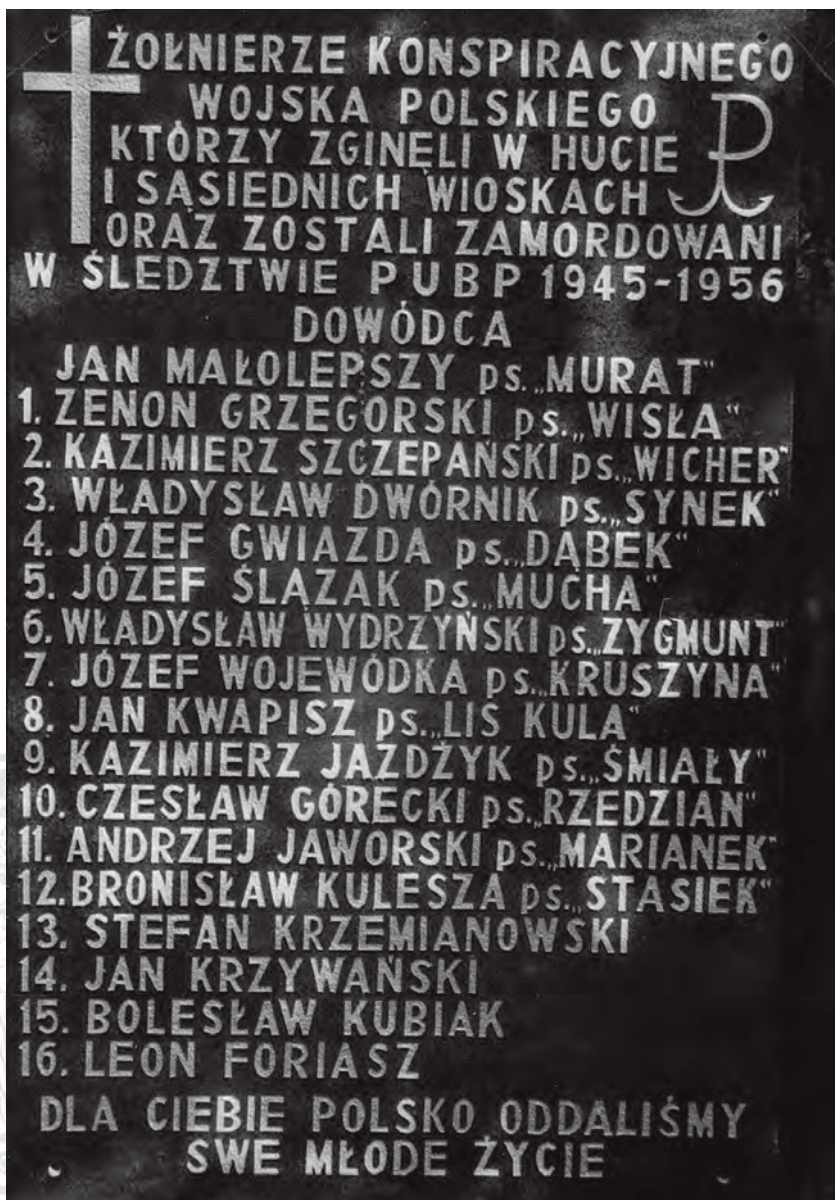 ŻOŁNIERZE KONSPIRACYJNEGO
WOJSKA POLSKIEGO
KTÓRZY ZGINĘLI W HUCIE
I SĄSIEDNICH WIOSKACH
ORAZ ZOSTALI ZAMORDOWANI
W ŚLEDZTWIE PUBP 1945-1956
DOWÓDCA
JAN MAŁOLEPSZY ps. „MURAT"
1. ZENON GRZEGORSKI ps. „WISŁA"
2. KAZIMIERZ SZCZEPAŃSKI ps. „WICHER"
3. WŁADYSŁAW DWÓRNIK ps. „SYNEK"
4. JÓZEF GWIAZDA ps. „DĄBEK"
5. JÓZEF ŚLAZAK ps. „MUCHA"
6. WŁADYSŁAW WYDRZYŃSKI ps. „ZYGMUNT"
7. JÓZEF WOJEWÓDKA ps. „KRUSZYNA"
8. JAN KWAPISZ ps. „LIS KULA"
9. KAZIMIERZ JAŻDŻYK ps. „ŚMIAŁY"
10. CZESŁAW GÓRECKI ps. „RZEDZIAN"
11. ANDRZEJ JAWORSKI ps. „MARIANEK"
12. BRONISŁAW KULESZA ps. „STASIEK"
13. STEFAN KRZEMIANOWSKI
14. JAN KRZYWAŃSKI
15. BOLESŁAW KUBIAK
16. LEON FORIASZ
DLA CIEBIE POLSKO ODDALIŚMY
SWE MŁODE ŻYCIE